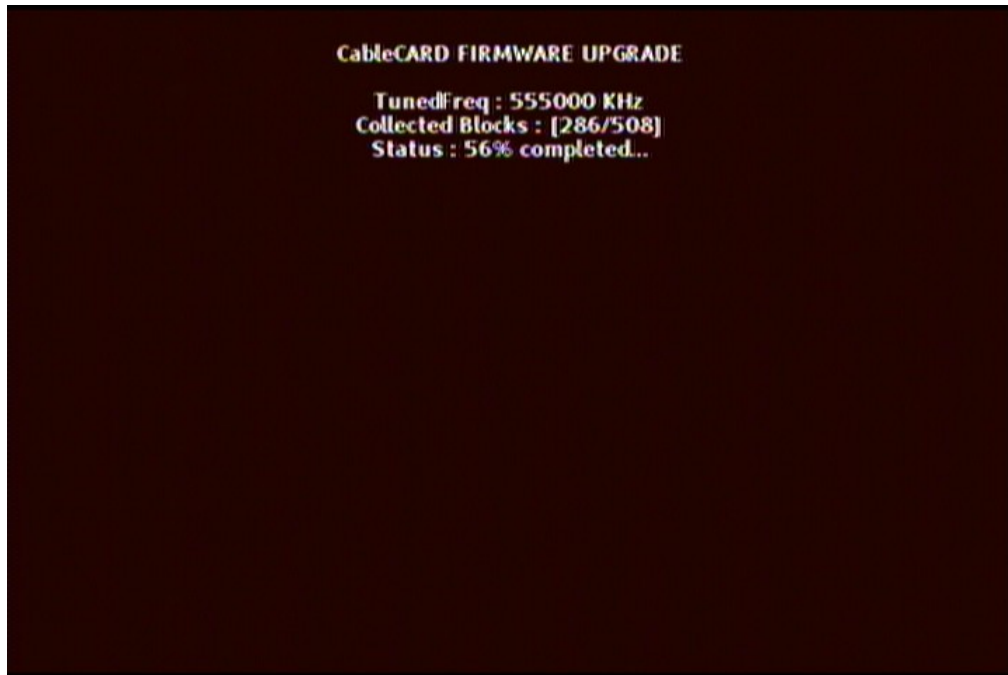 CableCARD FIRMWARE UPGRADE
TunedFreq : 555000 KHz
Collected Blocks : [286/508]
Status : 56% completed...